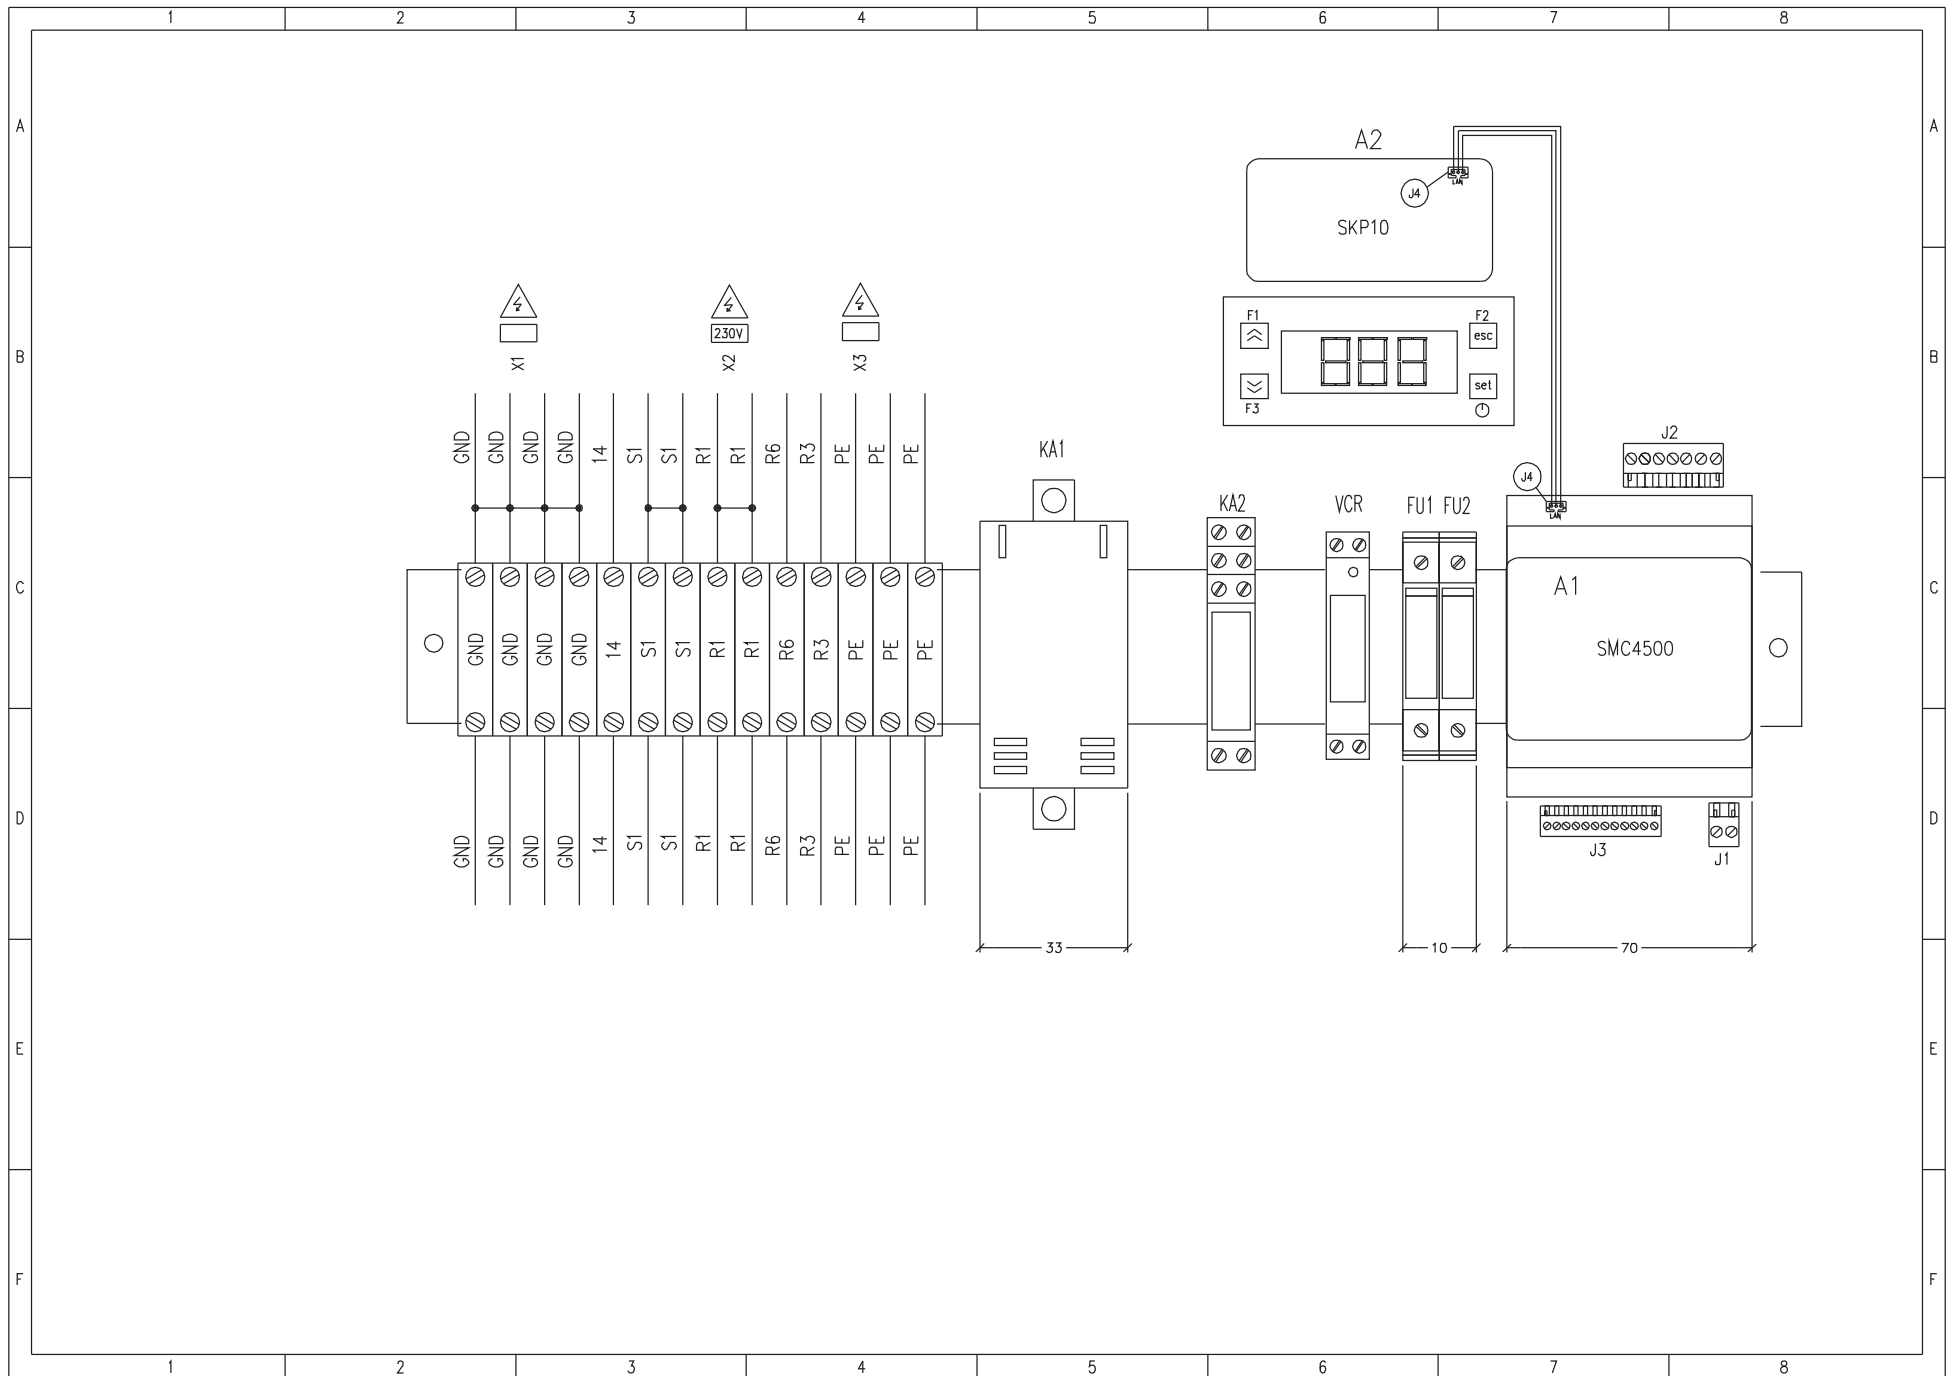 1 2 3 4 5 6 7 8
A A
A2
J4
LAN
SKP10
230V
F1 F2
esc
B B
X1 X2 X3
set
F3
GND GND GND GND 14 S1 S1 R1 R1 R6 R3 PE PE PE
KA1
J2
J4
LAN
KA2 VCR FU1 FU2
C C
A1
GND GND GND GND 14 S1 S1 R1 R1 R6 R3 PE PE PE
SMC4500
D D
GND GND GND GND 14 S1 S1 R1 R1 R6 R3 PE PE PE
J3 J1
33 10 70
E E
F F
1 2 3 4 5 6 7 8